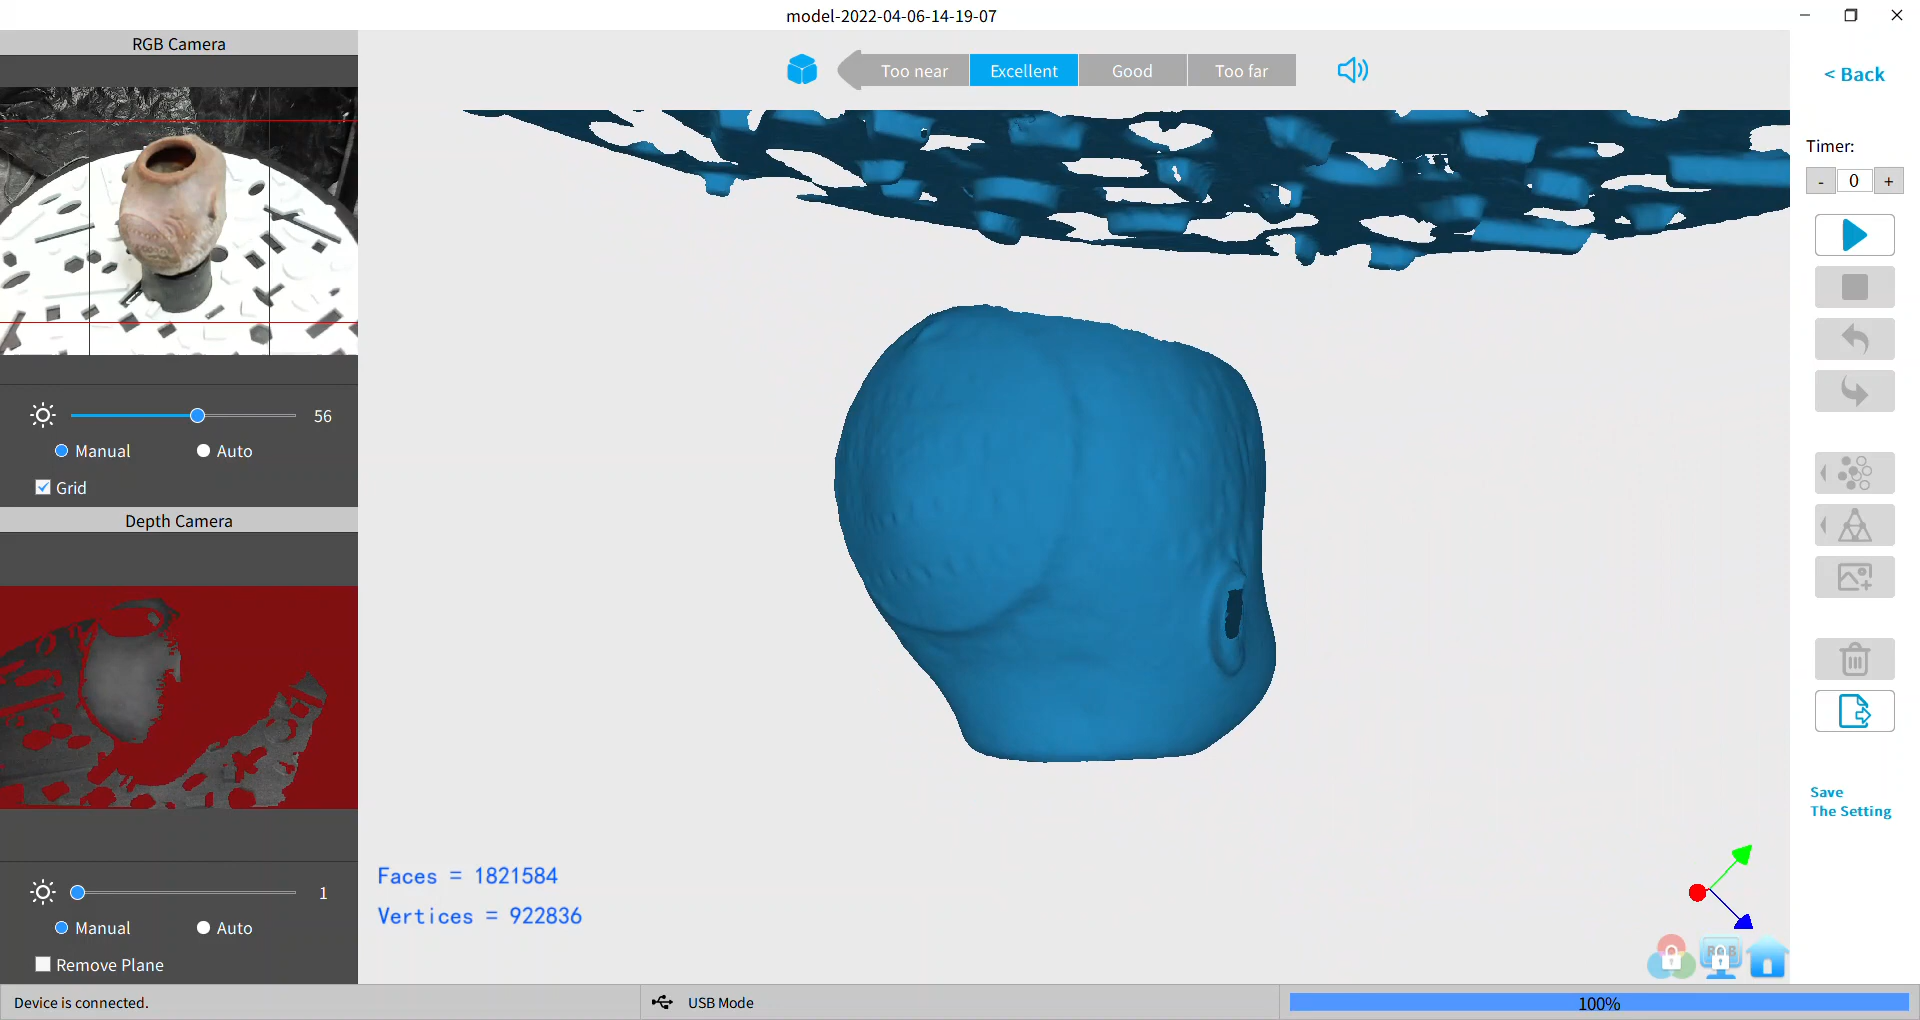 model-2022-04-06-14-19-07
RGB Camera
Too near
Excellent
Good
Too far
< Back
Timer:
- 0 +
56
Manual
Auto
Grid
Depth Camera
1
Manual
Auto
Remove Plane
Faces = 1821584
Vertices = 922836
Save
The Setting
RGB
Device is connected.
USB Mode
100%